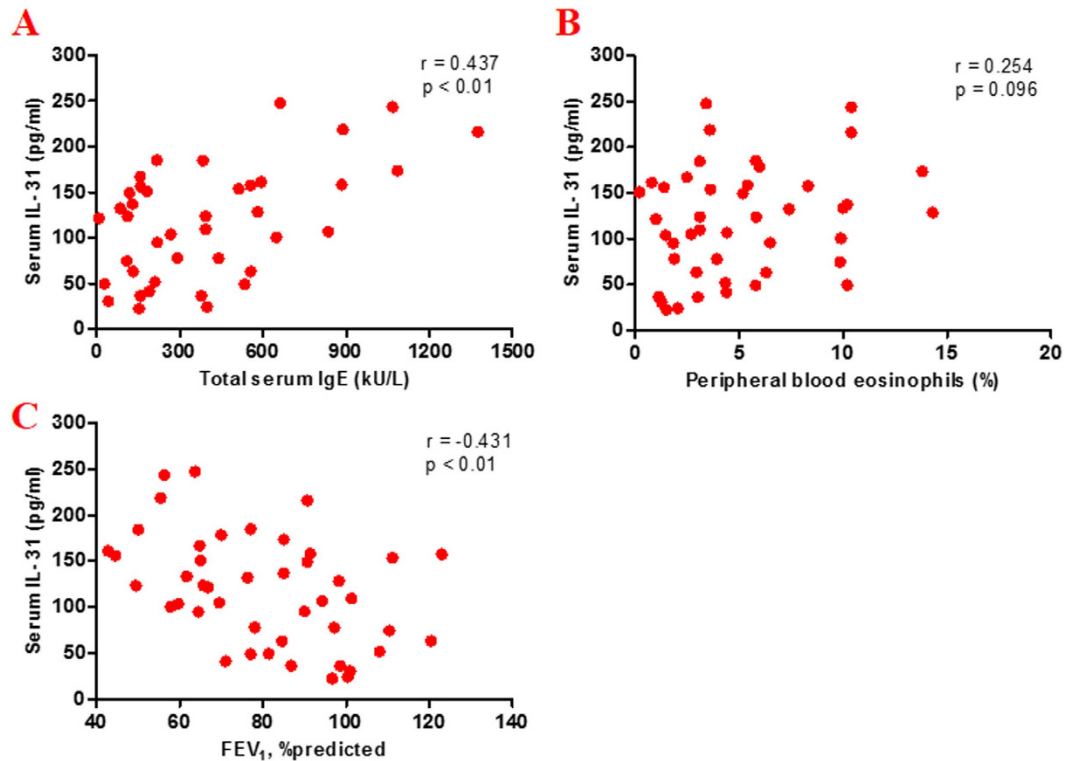 A
r = 0.437
p < 0.01
300
250
200
150
100
50
0
Serum IL-31 (pg/ml)
0 300 600 900 1200 1500
Total serum IgE (kU/L)
B
r = 0.254
p = 0.096
300
250
200
150
100
50
0
Serum IL-31 (pg/ml)
0 5 10 15 20
Peripheral blood eosinophils (%)
C
r = -0.431
p < 0.01
300
250
200
150
100
50
0
Serum IL-31 (pg/ml)
40 60 80 100 120 140
FEV₁, %predicted